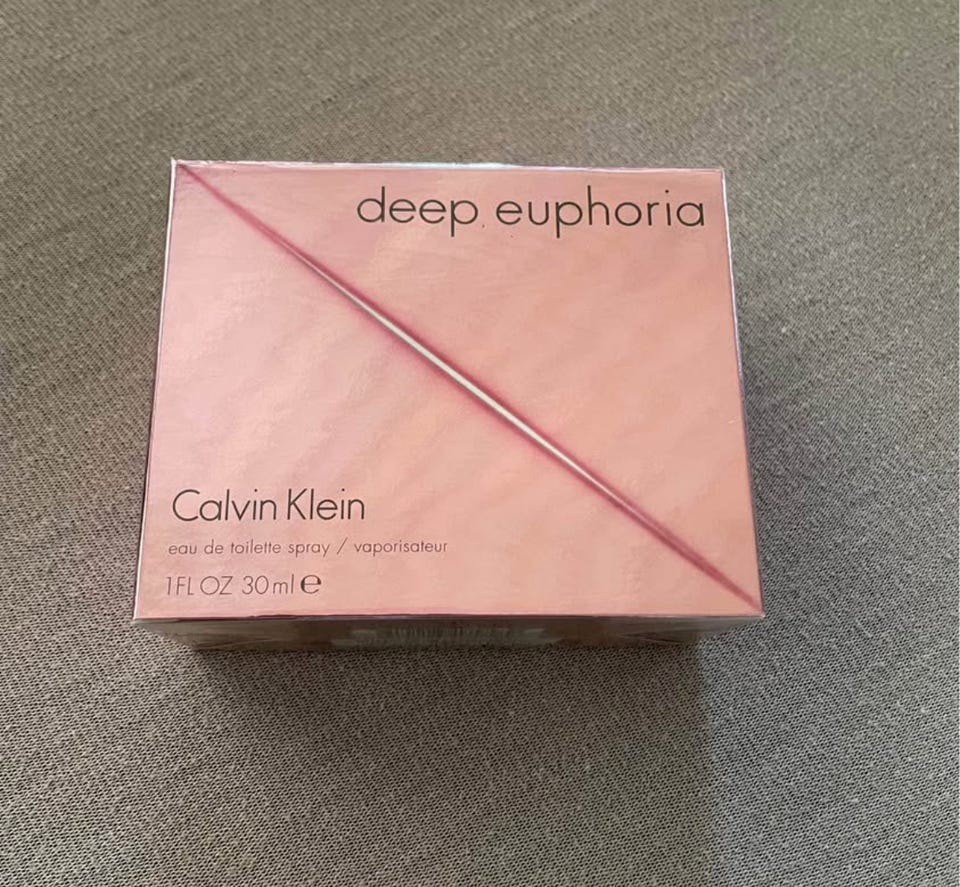 deep euphoria
Calvin Klein
eau de toilette spray / vaporisateur
1 FL OZ 30 ml ℮